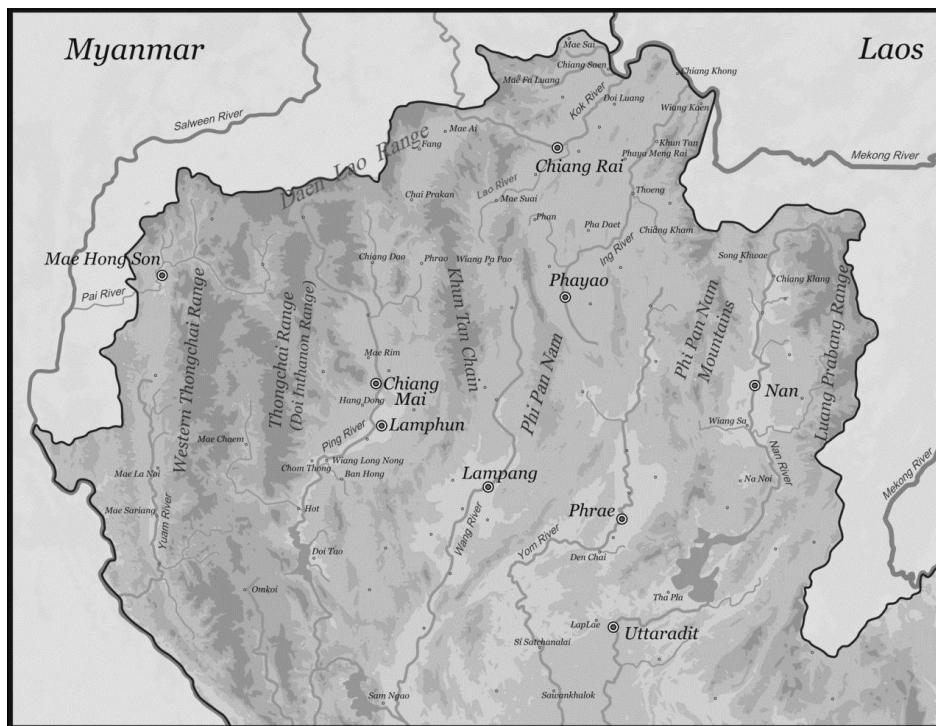 Myanmar
Laos
Mae Sai
Chiang Saen
Mae Fa Luang
Chiang Khong
Doi Luang
Kok River
Wiang Kaen
Salween River
Mae Ai
Fang
Daen Lao Range
Chiang Rai
Khun Tan
Phaya Meng Rai
Mekong River
Lao River
Chai Prakan
Mae Suai
Thoeng
Phan
Pha Daet
Chiang Kham
Ing River
Mae Hong Son
Chiang Dao
Phrao
Wiang Pa Pao
Song Khwae
Chiang Klang
Pai River
Phayao
Western Thongchai Range
Thongchai Range
(Doi Inthanon Range)
Khun Tan Chain
Phi Pan Nam
Phi Pan Nam
Mountains
Luang Prabang Range
Mae Rim
Chiang
Mai
Hang Dong
Lamphun
Nan
Wiang Sa
Ping River
Mae Chaem
Wiang Long Nong
Chom Thong
Ban Hong
Mae La Noi
Lampang
Nan River
Na Noi
Mekong River
Mae Sariang
Yuam River
Hot
Wang River
Phrae
Yom River
Doi Tao
Den Chai
Omkoi
Tha Pla
LapLae
Uttaradit
Si Satchanalai
Sam Ngao
Sawankhalok